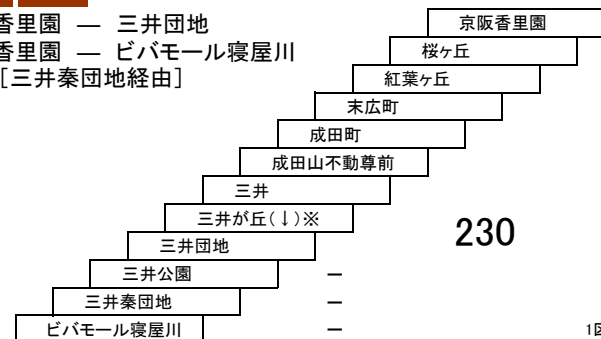 香里園 ― 三井団地
香里園 ― ビバモール寝屋川
［三井秦団地経由］
京阪香里園
桜ヶ丘
紅葉ヶ丘
末広町
成田町
成田山不動尊前
三井
三井が丘(↓)※
230
三井団地
三井公園 －
三井秦団地 －
ビバモール寝屋川 －